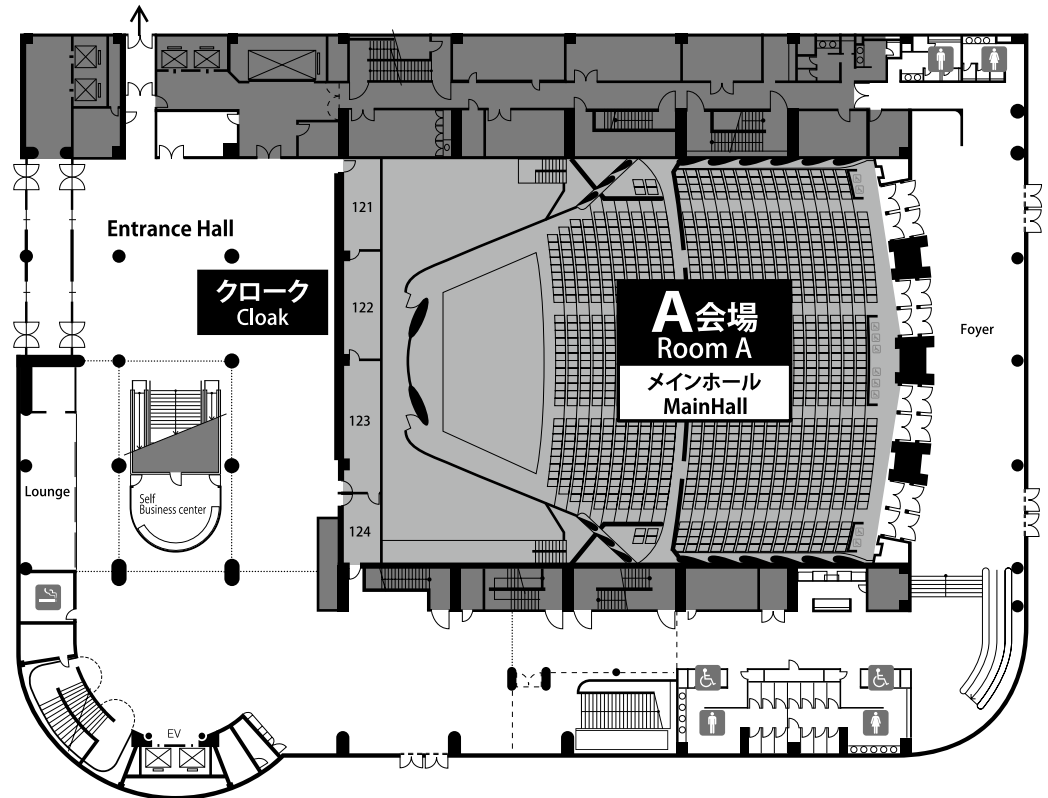 Entrance Hall
クローク
Cloak
121
122
123
124
A会場
Room A
メインホール
MainHall
Foyer
Lounge
Self
Business center
EV